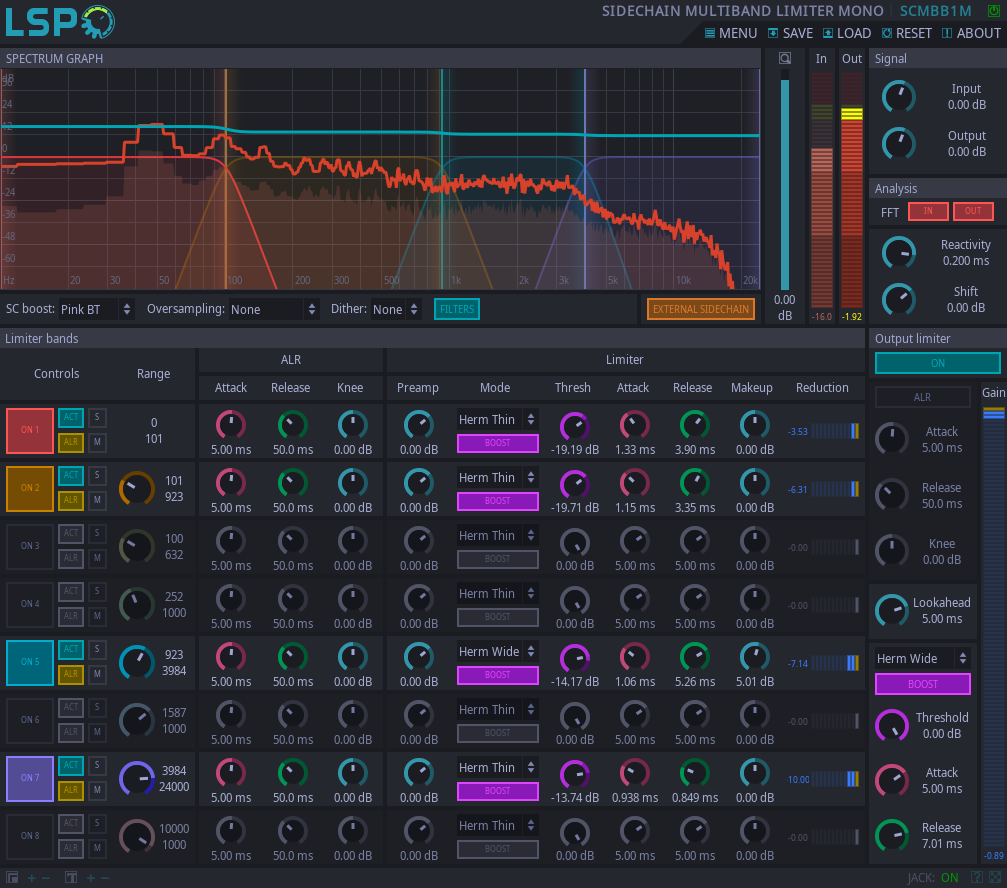 LSP
SIDECHAIN MULTIBAND LIMITER MONO SCMBB1M
MENU SAVE LOAD RESET ABOUT
SPECTRUM GRAPH
dB
36
24
12
0
-12
-24
-36
-48
-60
Hz 20 30 100 200 300 500 1k 2k 3k 5k 10k 20k
SC boost: Pink BT Oversampling: None Dither: None FILTERS EXTERNAL SIDECHAIN
0.00
dB
In Out
-16.0 -1.92
Signal
Input
0.00 dB
Output
0.00 dB
Analysis
FFT IN OUT
Reactivity
0.200 ms
Shift
0.00 dB
Limiter bands
Controls Range ALR Limiter
Attack Release Knee Preamp Mode Thresh Attack Release Makeup Reduction
ON 1 ACT S ALR M 0 101
5.00 ms 50.0 ms 0.00 dB 0.00 dB Herm Thin BOOST -19.19 dB 1.33 ms 3.90 ms 0.00 dB -3.53
ON 2 ACT S ALR M 101 923
5.00 ms 50.0 ms 0.00 dB 0.00 dB Herm Thin BOOST -19.71 dB 1.15 ms 3.35 ms 0.00 dB -6.31
ON 3 ACT S ALR M 100 632
5.00 ms 50.0 ms 0.00 dB 0.00 dB Herm Thin BOOST 0.00 dB 5.00 ms 5.00 ms 0.00 dB -0.00
ON 4 ACT S ALR M 252 1000
5.00 ms 50.0 ms 0.00 dB 0.00 dB Herm Thin BOOST 0.00 dB 5.00 ms 5.00 ms 0.00 dB -0.00
ON 5 ACT S ALR M 923 3984
5.00 ms 50.0 ms 0.00 dB 0.00 dB Herm Wide BOOST -14.17 dB 1.06 ms 5.26 ms 5.01 dB -7.14
ON 6 ACT S ALR M 1587 1000
5.00 ms 50.0 ms 0.00 dB 0.00 dB Herm Thin BOOST 0.00 dB 5.00 ms 5.00 ms 0.00 dB -0.00
ON 7 ACT S ALR M 3984 24000
5.00 ms 50.0 ms 0.00 dB 0.00 dB Herm Thin BOOST -13.74 dB 0.938 ms 0.849 ms 0.00 dB 10.00
ON 8 ACT S ALR M 10000 1000
5.00 ms 50.0 ms 0.00 dB 0.00 dB Herm Thin BOOST 0.00 dB 5.00 ms 5.00 ms 0.00 dB -0.00
Output limiter
ON
ALR Gain
Attack
5.00 ms
Release
50.0 ms
Knee
0.00 dB
Lookahead
5.00 ms
Herm Wide
BOOST
Threshold
0.00 dB
Attack
5.00 ms
Release
7.01 ms
-0.89
JACK: ON